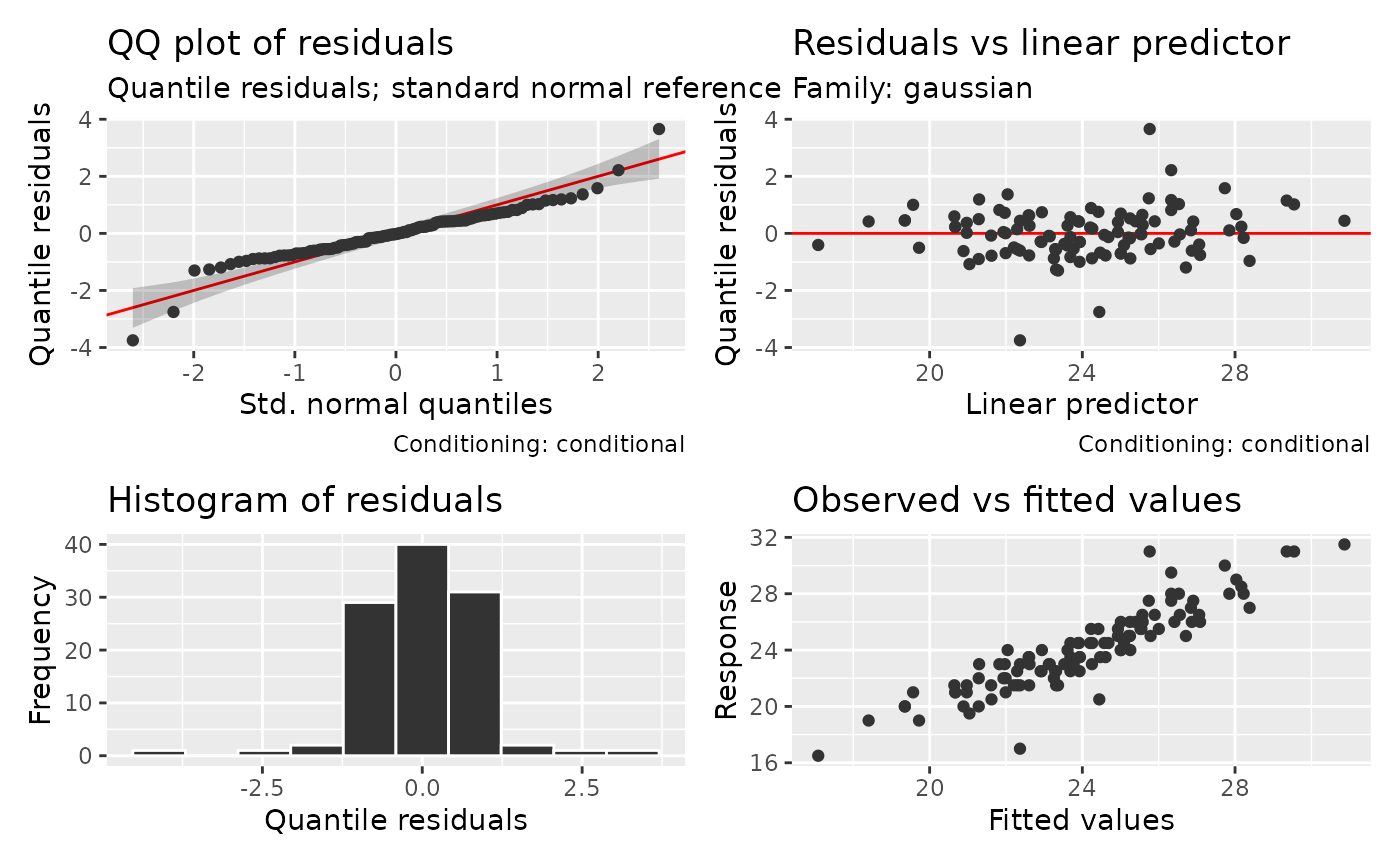 QQ plot of residuals
Quantile residuals; standard normal reference
Quantile residuals
4
2
0
-2
-4
-2
-1
0
1
2
Std. normal quantiles
Conditioning: conditional
Residuals vs linear predictor
Family: gaussian
Quantile residuals
4
2
0
-2
-4
20
24
28
Linear predictor
Conditioning: conditional
Histogram of residuals
Frequency
40
30
20
10
0
-2.5
0.0
2.5
Quantile residuals
Observed vs fitted values
Response
32
28
24
20
16
20
24
28
Fitted values